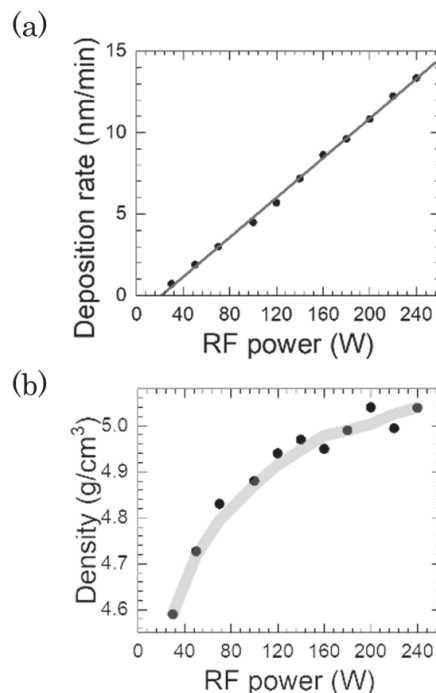 (a)
15
10
5
0
Deposition rate (nm/min)
0 40 80 120 160 200 240
RF power (W)
(b)
5.0
4.9
4.8
4.7
4.6
Density (g/cm³)
0 40 80 120 160 200 240
RF power (W)